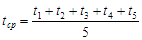 t_ср = (t_1 + t_2 + t_3 + t_4 + t_5) / 5